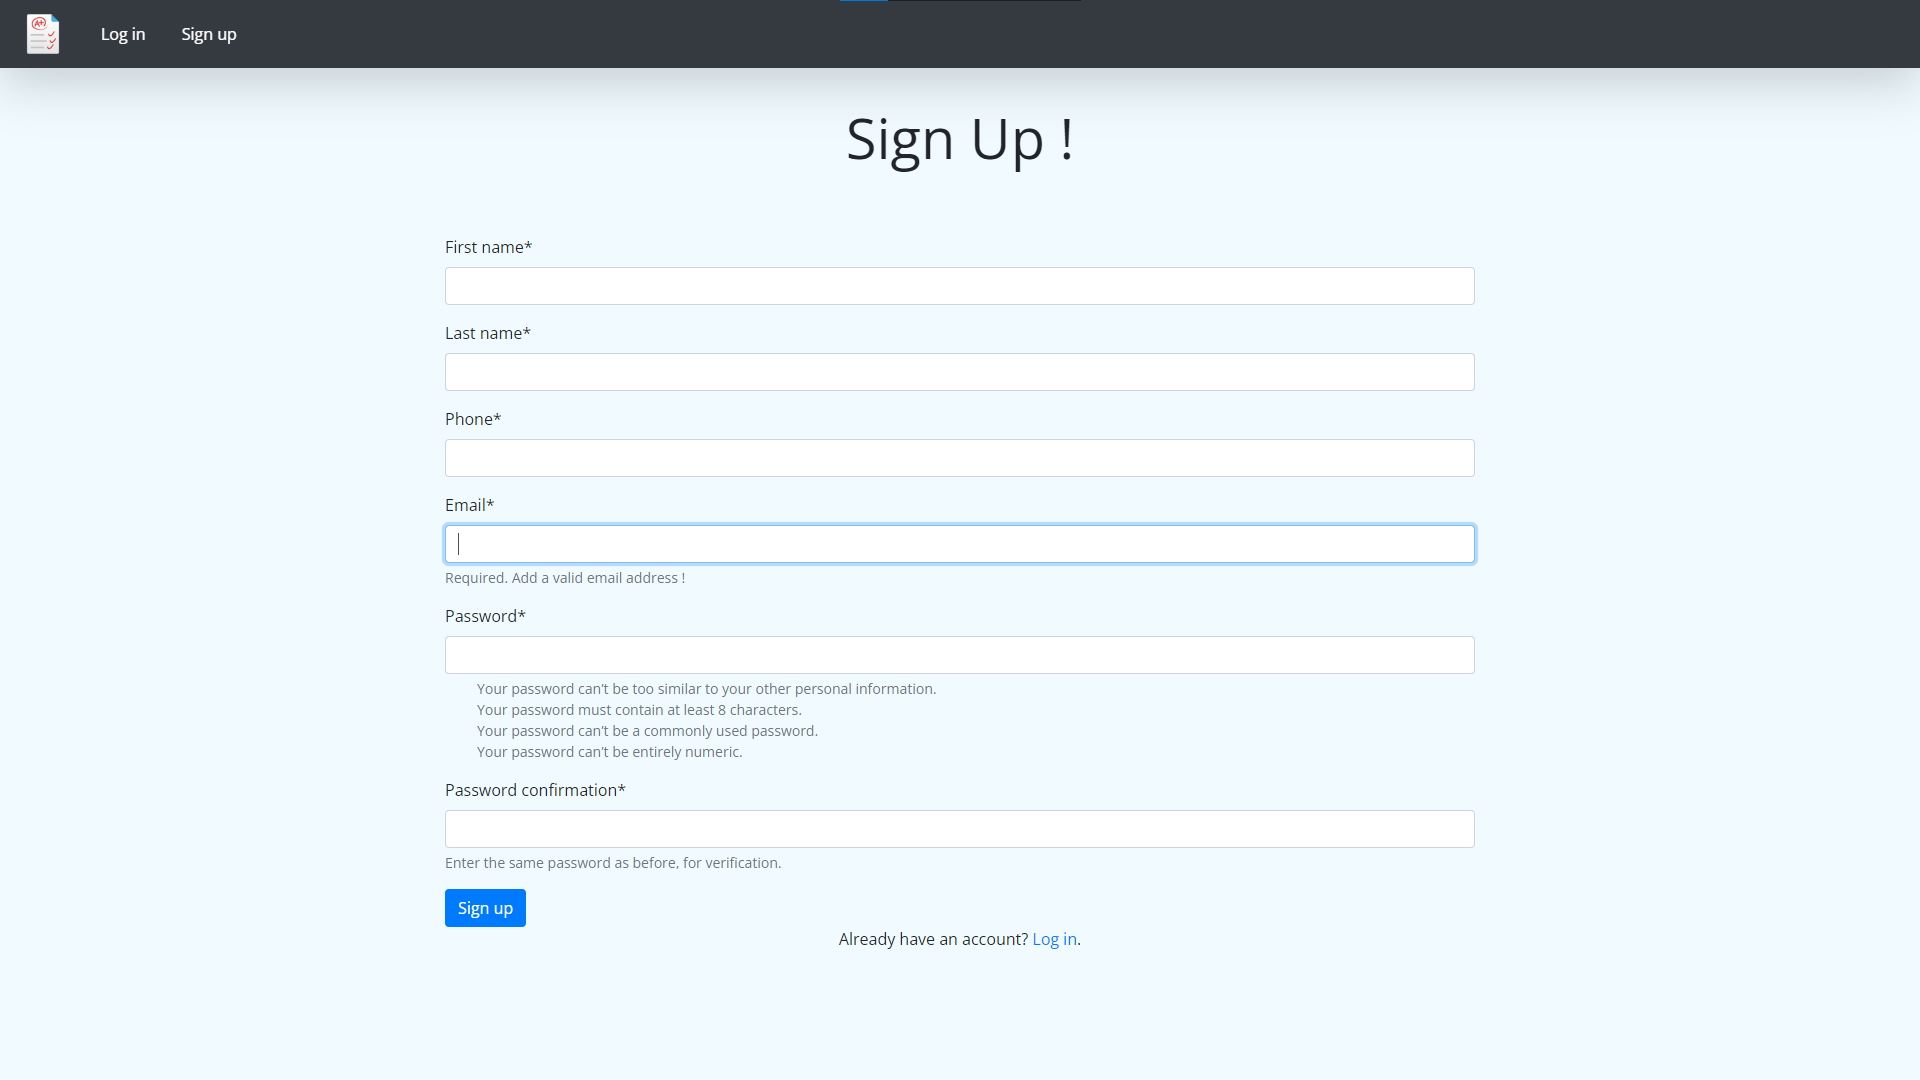 A+
Log in
Sign up
Sign Up !
First name*
Last name*
Phone*
Email*
Required. Add a valid email address !
Password*
Your password can't be too similar to your other personal information.
Your password must contain at least 8 characters.
Your password can't be a commonly used password.
Your password can't be entirely numeric.
Password confirmation*
Enter the same password as before, for verification.
Sign up
Already have an account? Log in.